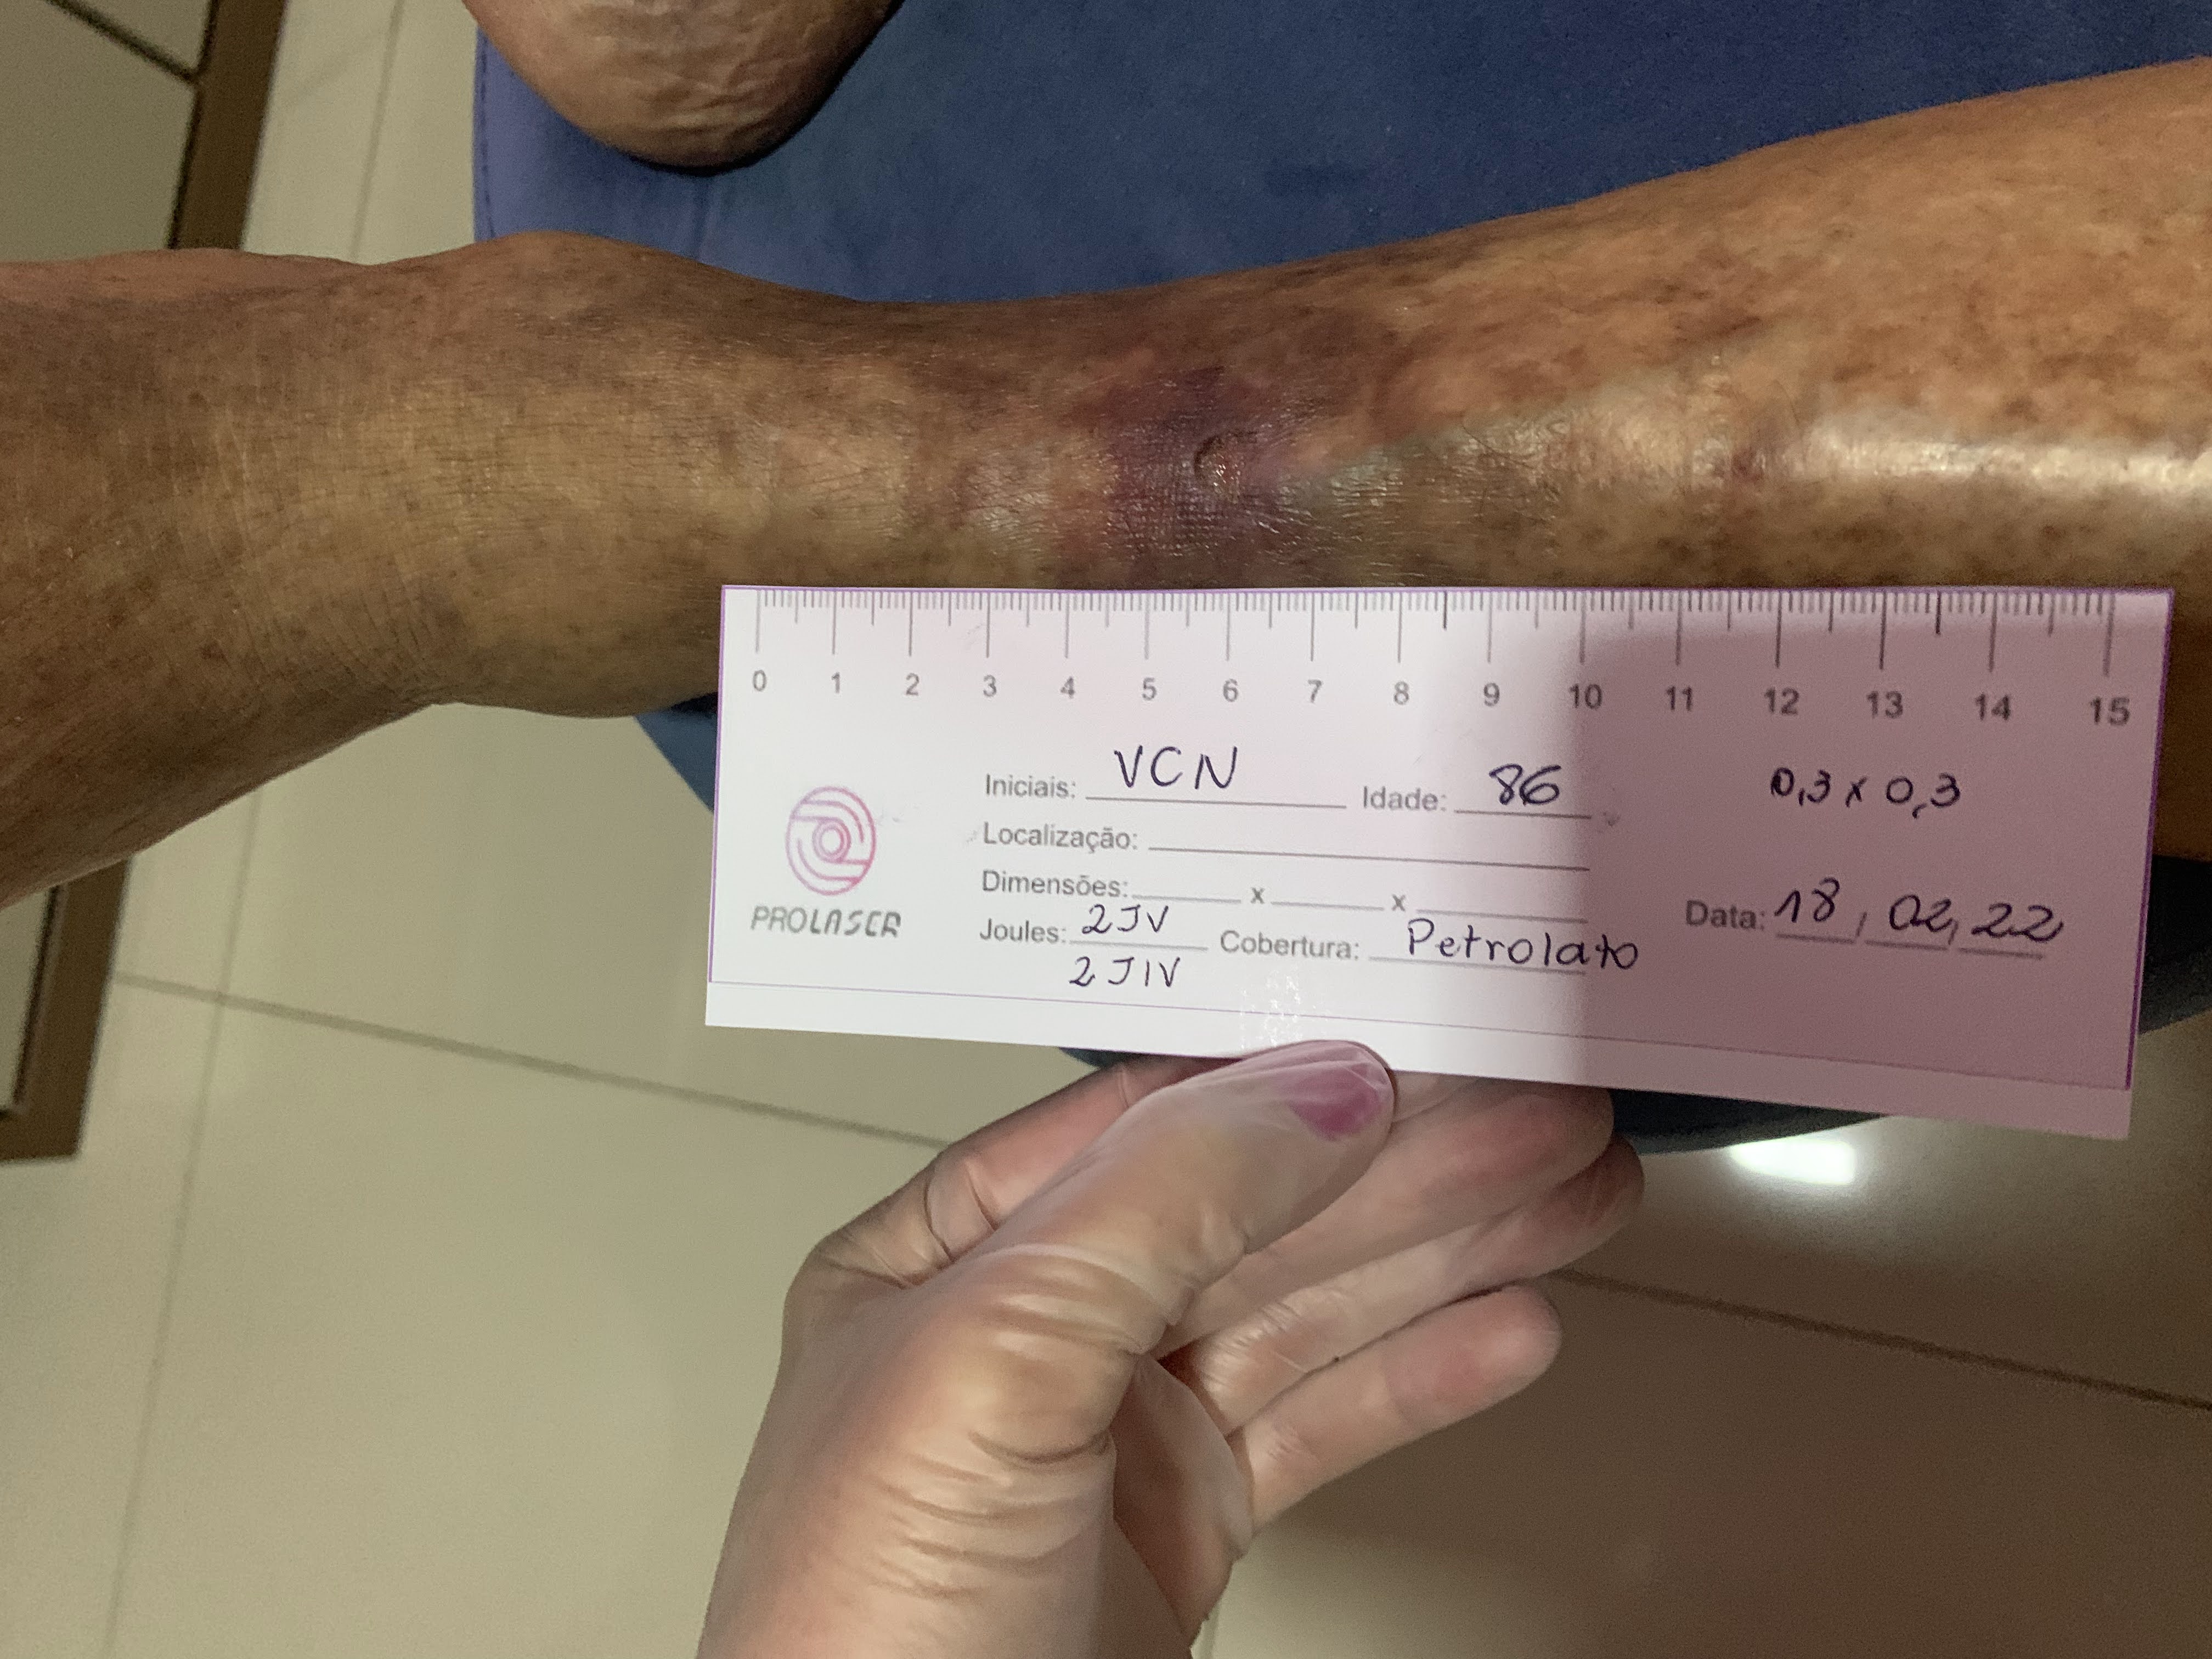 0 1 2 3 4 5 6 7 8 9 10 11 12 13 14 15
Iniciais: VCN Idade: 86
0,3 x 0,3
Localização:
Dimensões: x x
Joules: 2JV Cobertura: Petrolato
2JIV
Data: 18, 02, 22
PROLASER